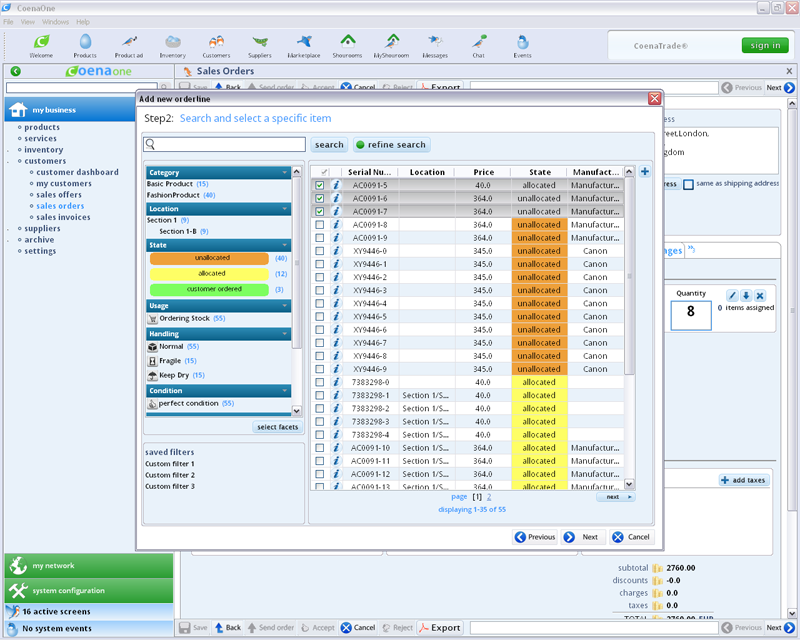 CoenaOne
File View Windows Help
Welcome Products Product ad Inventory Customers Suppliers Marketplace Showrooms MyShowroom Messages Chat Events
CoenaTrade® sign in
Coenaone
Sales Orders
Save Back Send order Accept Cancel Reject Export Previous Next
my business
products
services
inventory
customers
customer dashboard
my customers
sales offers
sales orders
sales invoices
suppliers
archive
settings
my network
system configuration
16 active screens
No system events
Add new orderline
Step2: Search and select a specific item
search refine search
Category
Basic Product (15)
FashionProduct (40)
Location
Section 1 (9)
Section 1-B (9)
State
unallocated (40)
allocated (12)
customer ordered (3)
Usage
Ordering Stock (55)
Handling
Normal (55)
Fragile (15)
Keep Dry (15)
Condition
perfect condition (55)
select facets
saved filters
Custom filter 1
Custom filter 2
Custom filter 3
Serial Nu... Location Price State Manufact...
AC0091-5 40.0 allocated Manufactur...
AC0091-6 364.0 unallocated Manufactur...
AC0091-7 364.0 unallocated Manufactur...
AC0091-8 364.0 unallocated Manufactur...
AC0091-9 364.0 unallocated Manufactur...
XY9446-0 345.0 unallocated Canon
XY9446-1 345.0 unallocated Canon
XY9446-2 345.0 unallocated Canon
XY9446-3 345.0 unallocated Canon
XY9446-4 345.0 unallocated Canon
XY9446-5 345.0 unallocated Canon
XY9446-6 345.0 unallocated Canon
XY9446-7 345.0 unallocated Canon
XY9446-8 345.0 unallocated Canon
XY9446-9 345.0 unallocated Canon
7383298-0 40.0 allocated
7383298-1 Section 1/S... 40.0 allocated
7383298-2 Section 1/S... 40.0 allocated
7383298-3 Section 1/S... 40.0 allocated
7383298-4 Section 1/S... 40.0 allocated
AC0091-10 Section 1/S... 364.0 allocated Manufactur...
AC0091-11 Section 1/S... 364.0 allocated Manufactur...
AC0091-12 Section 1/S... 364.0 allocated Manufactur...
AC0091-13 Section 1/S... 364.0 allocated Manufactur...
page [1] 2 next
displaying 1-35 of 55
Previous Next Cancel
ess
reet,London,
gdom
ress same as shipping address
ages
Quantity
8 0 items assigned
add taxes
subtotal 2760.00
discounts -0.0
charges 0.00
taxes 0.00
TOTAL 2760.00 EUR
Save Back Send order Accept Cancel Reject Export Previous Next